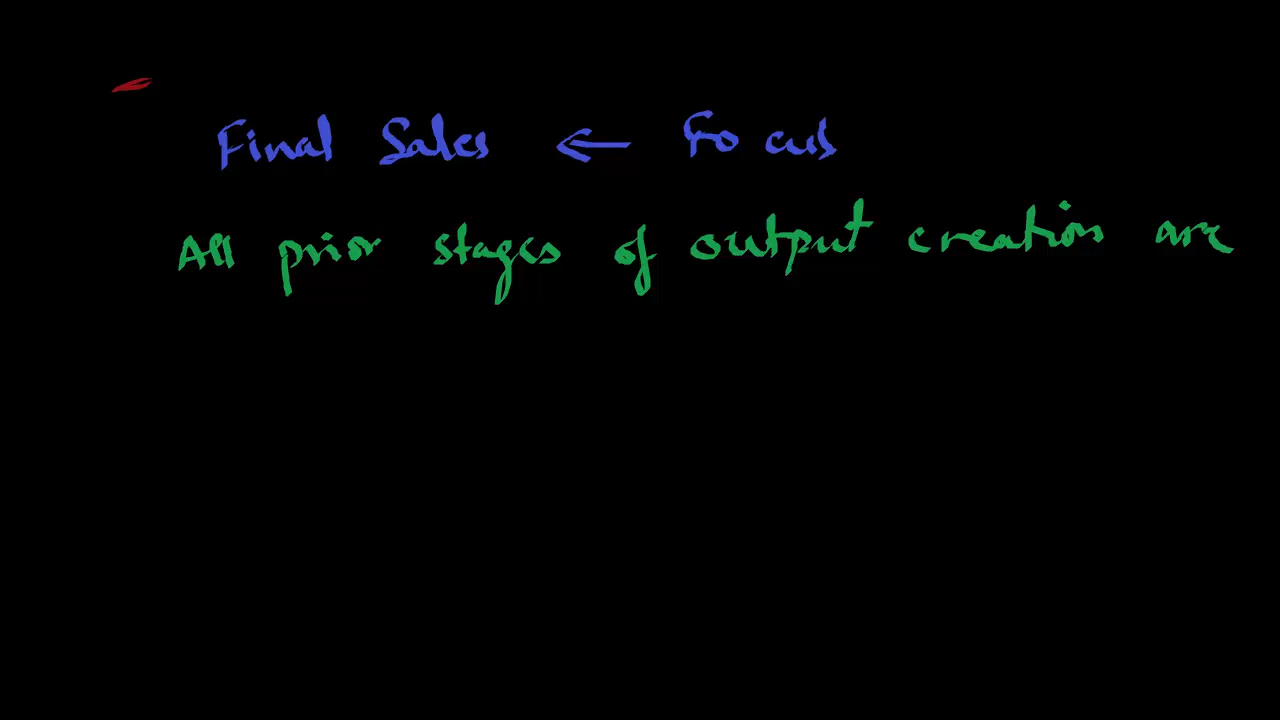 Final Sales ← Focus
All prior stages of output creation are